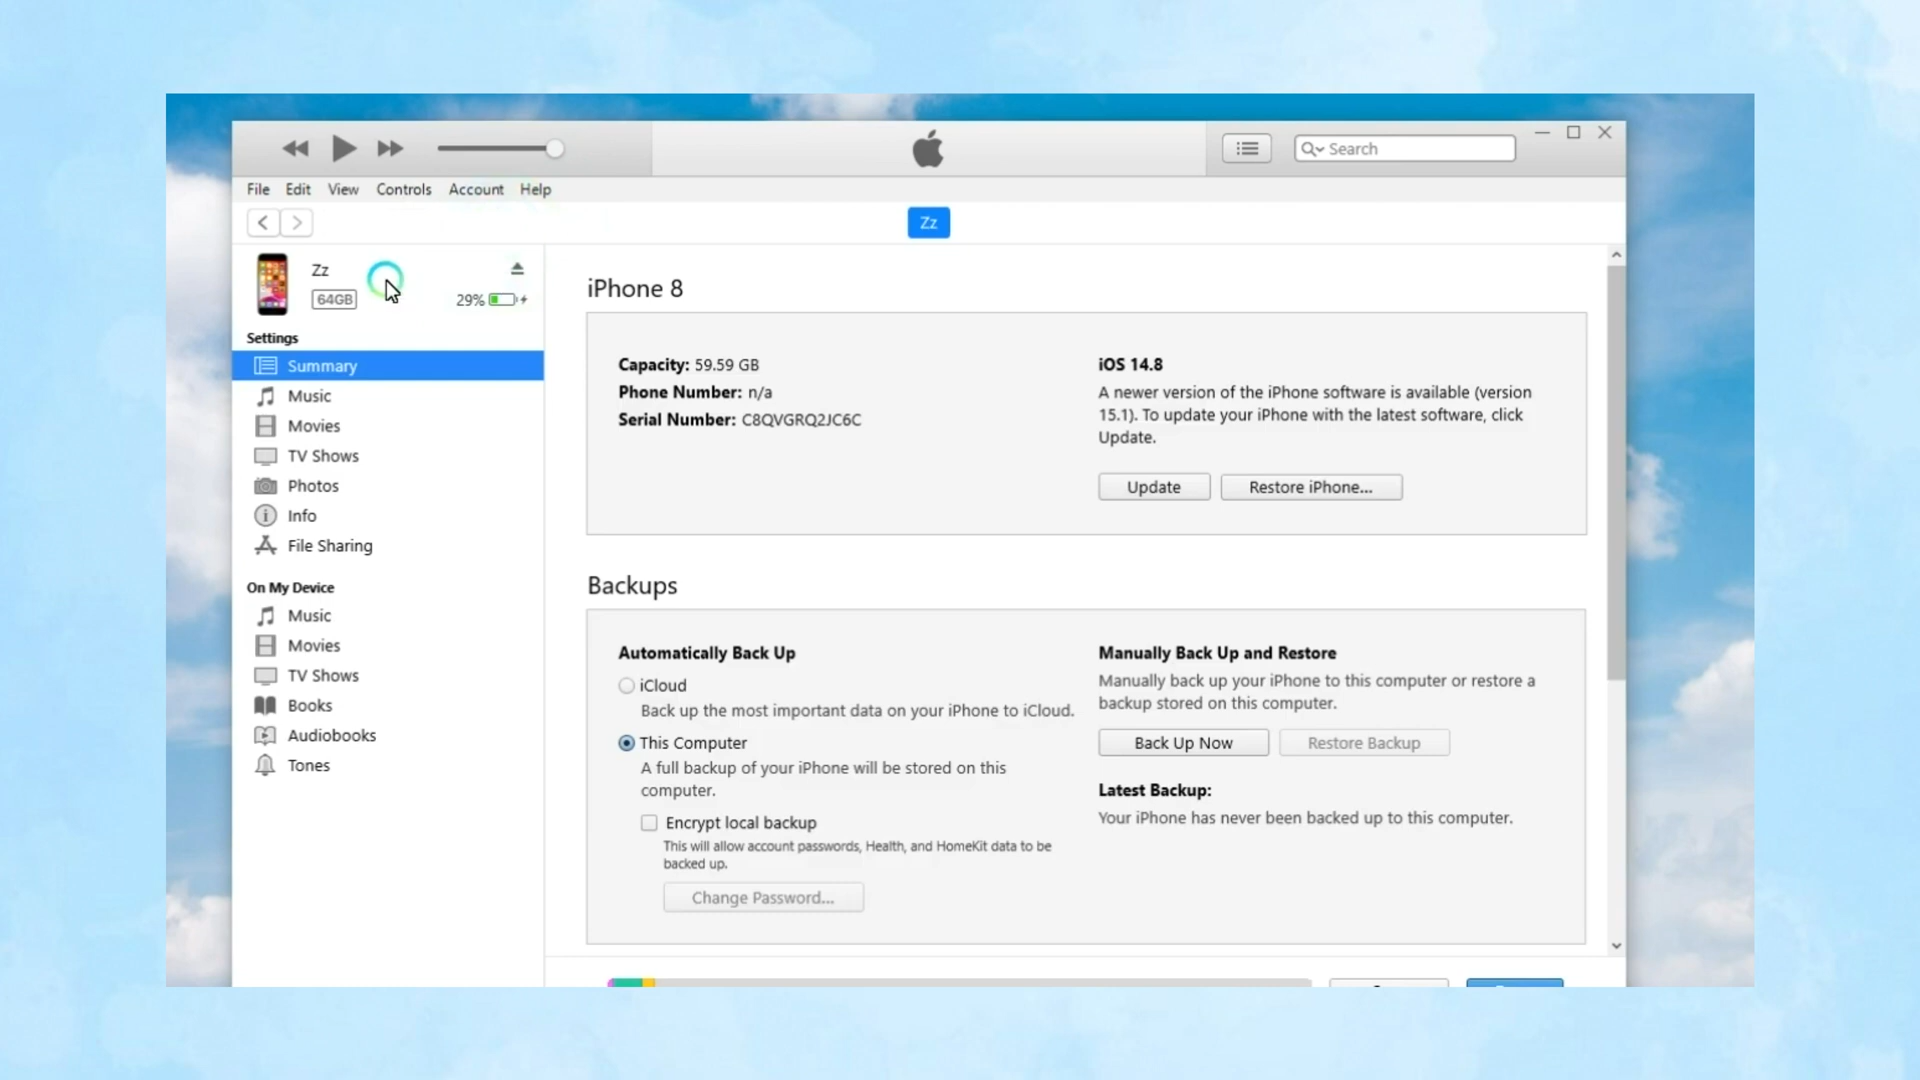 Search
File Edit View Controls Account Help
Zz
Zz
64GB
29%
Settings
Summary
Music
Movies
TV Shows
Photos
Info
File Sharing
On My Device
Music
Movies
TV Shows
Books
Audiobooks
Tones
iPhone 8
Capacity: 59.59 GB
Phone Number: n/a
Serial Number: C8QVGRQ2JC6C
iOS 14.8
A newer version of the iPhone software is available (version
15.1). To update your iPhone with the latest software, click
Update.
Update Restore iPhone...
Backups
Automatically Back Up
iCloud
Back up the most important data on your iPhone to iCloud.
This Computer
A full backup of your iPhone will be stored on this
computer.
Encrypt local backup
This will allow account passwords, Health, and HomeKit data to be
backed up.
Change Password...
Manually Back Up and Restore
Manually back up your iPhone to this computer or restore a
backup stored on this computer.
Back Up Now Restore Backup
Latest Backup:
Your iPhone has never been backed up to this computer.